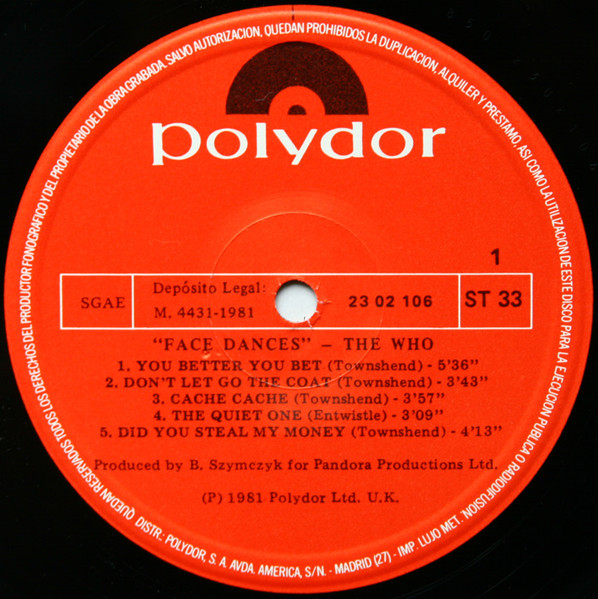 QUEDAN RESERVADOS TODOS LOS DERECHOS DEL PRODUCTOR FONOGRAFICO Y DEL PROPIETARIO DE LA OBRA GRABADA. SALVO AUTORIZACION, QUEDAN PROHIBIDOS LA DUPLICACION, ALQUILER Y PRESTAMO, ASI COMO LA UTILIZACION DE ESTE DISCO PARA LA EJECUCION PUBLICA O RADIODIFUSION.
polydor
1
SGAE
Depósito Legal:
M. 4431-1981
23 02 106
ST 33
"FACE DANCES" - THE WHO
1. YOU BETTER YOU BET (Townshend) - 5'36"
2. DON'T LET GO THE COAT (Townshend) - 3'43"
3. CACHE CACHE (Townshend) - 3'57"
4. THE QUIET ONE (Entwistle) - 3'09"
5. DID YOU STEAL MY MONEY (Townshend) - 4'13"
Produced by B. Szymczyk for Pandora Productions Ltd.
(P) 1981 Polydor Ltd. U.K.
DISTR.: POLYDOR, S. A. AVDA. AMERICA, S/N. - MADRID (27) - IMP. LUJO MET.